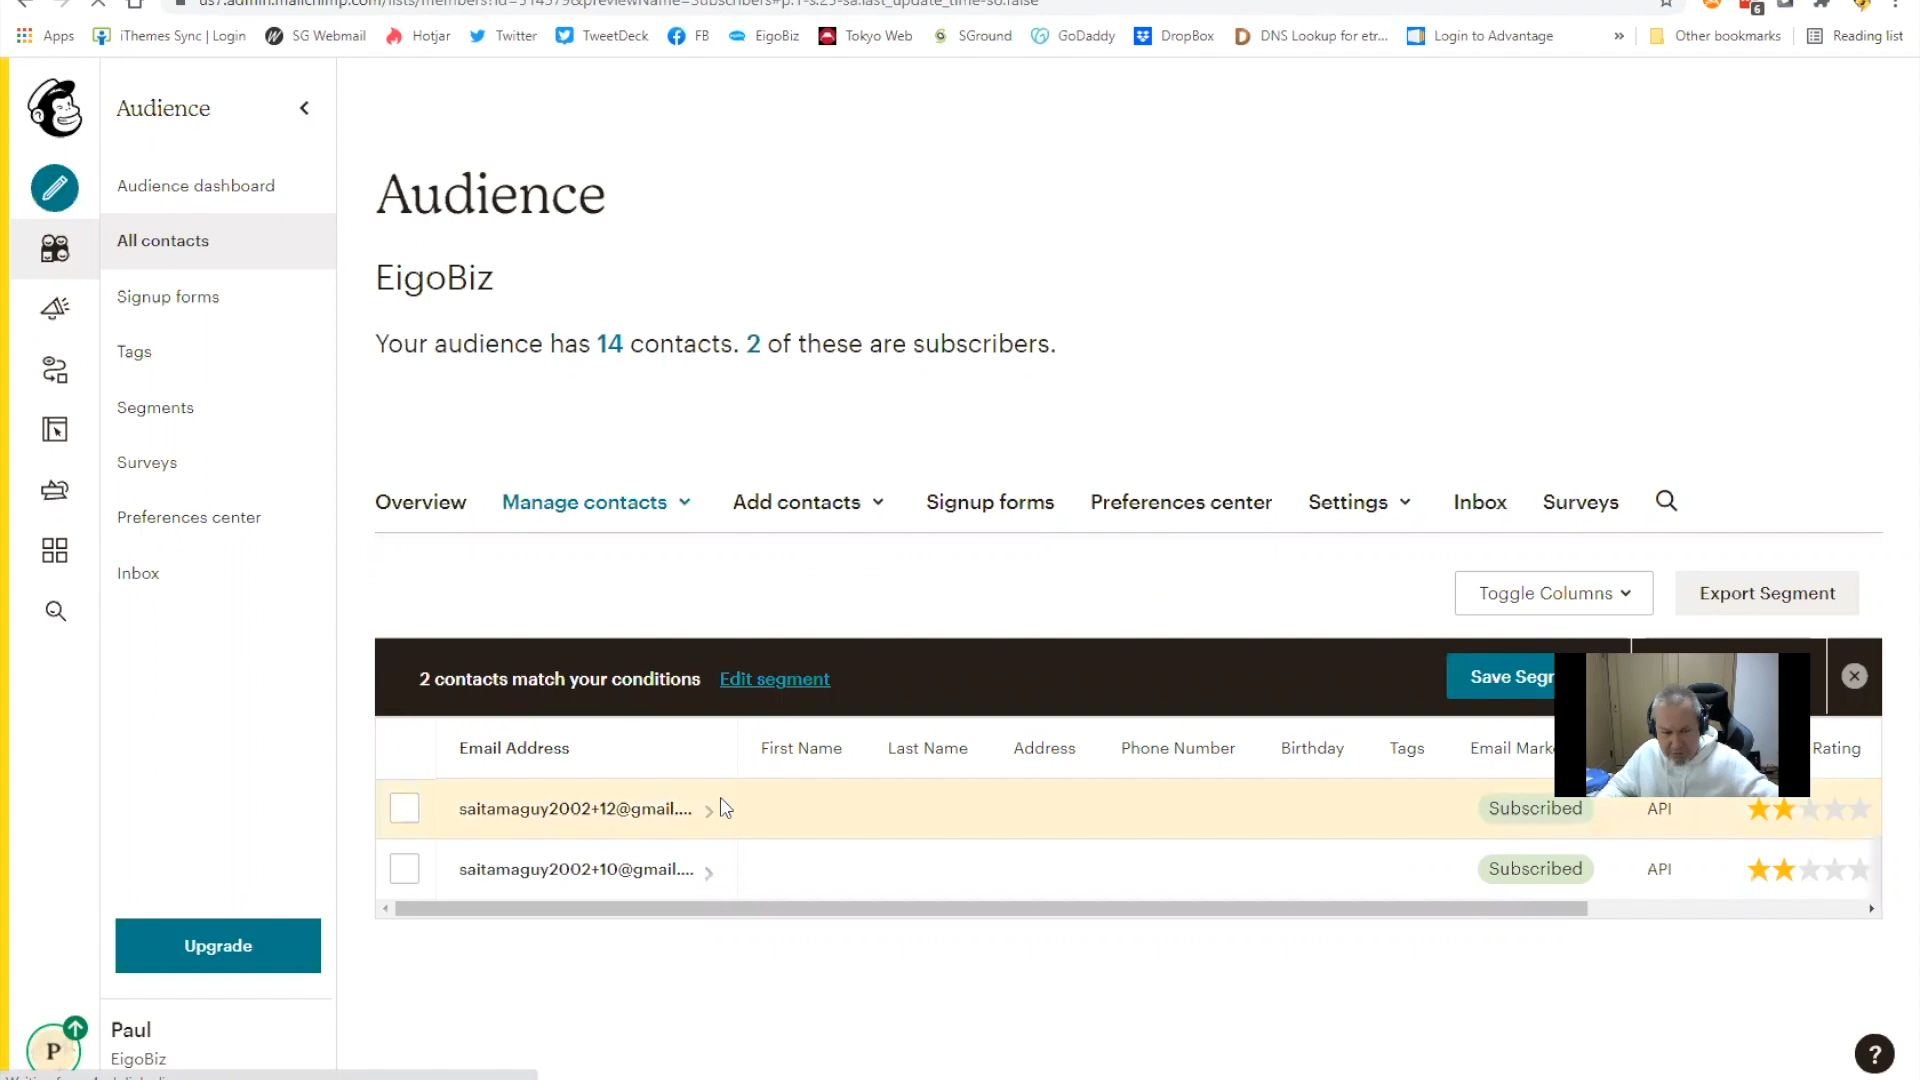 Apps
iThemes Sync | Login
SG Webmail
Hotjar
Twitter
TweetDeck
FB
EigoBiz
Tokyo Web
SGround
GoDaddy
DropBox
DNS Lookup for etr...
Login to Advantage
»
Other bookmarks
Reading list
6
Audience
Audience dashboard
All contacts
Signup forms
Tags
Segments
Surveys
Preferences center
Inbox
Upgrade
P
Paul
EigoBiz
Audience
EigoBiz
Your audience has 14 contacts. 2 of these are subscribers.
Overview
Manage contacts
Add contacts
Signup forms
Preferences center
Settings
Inbox
Surveys
Toggle Columns
Export Segment
2 contacts match your conditions
Edit segment
Save Segr
Email Address
First Name
Last Name
Address
Phone Number
Birthday
Tags
Email Marke
Rating
saitamaguy2002+12@gmail....
Subscribed
API
saitamaguy2002+10@gmail....
Subscribed
API
?